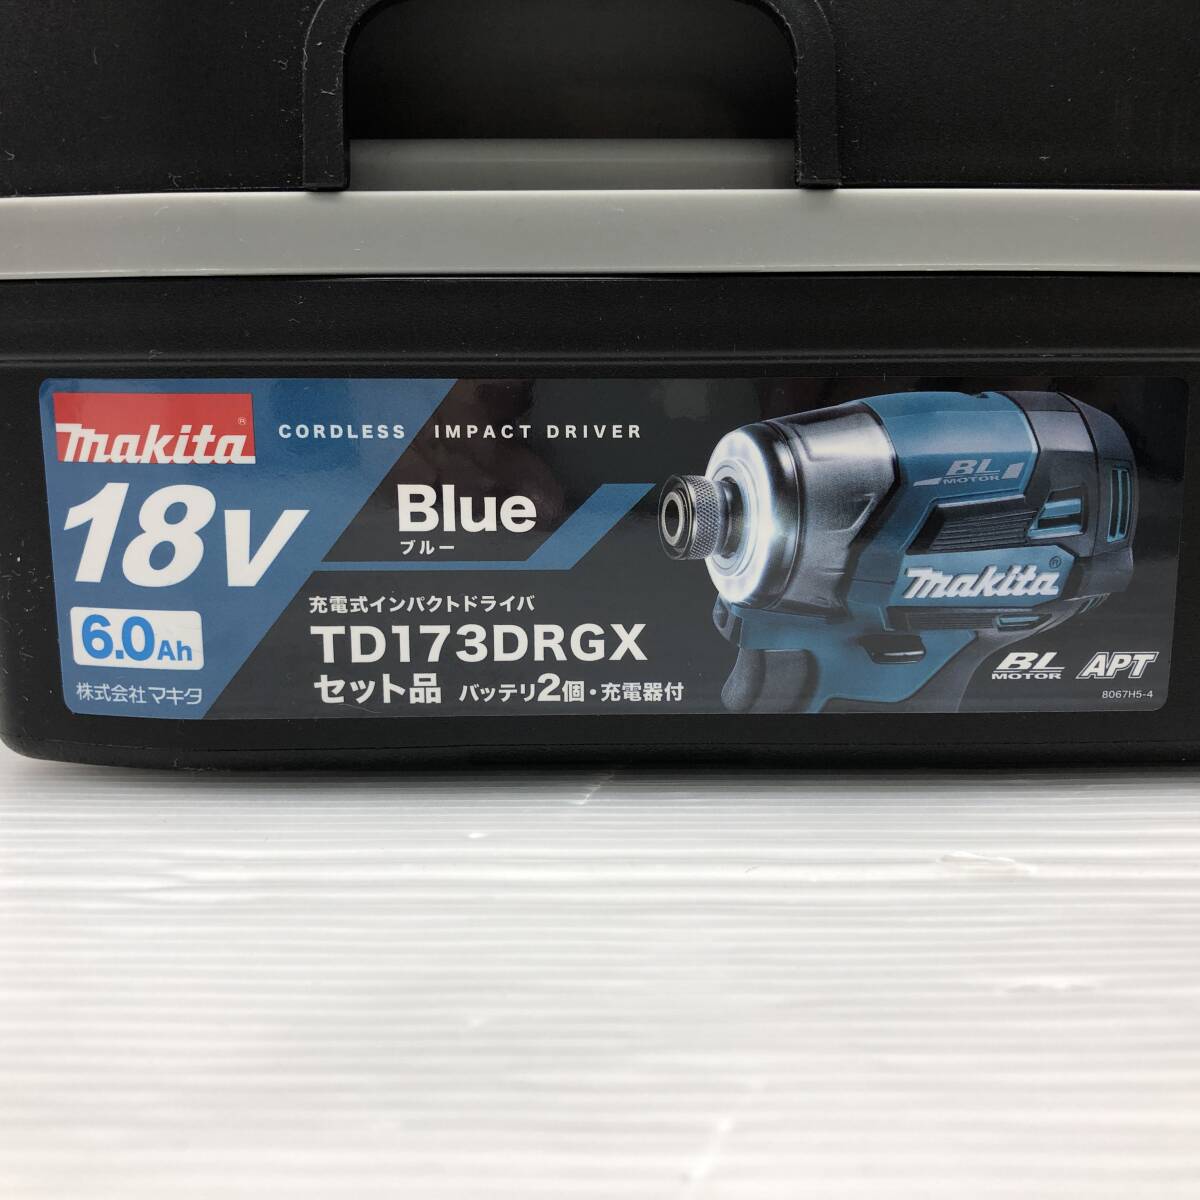 makita®
CORDLESS IMPACT DRIVER
18V
6.0Ah
株式会社マキタ
Blue
ブルー
充電式インパクトドライバ
TD173DRGX
セット品 バッテリ2個・充電器付
BL
MOTOR
makita®
BL
MOTOR
APT
8067H5-4